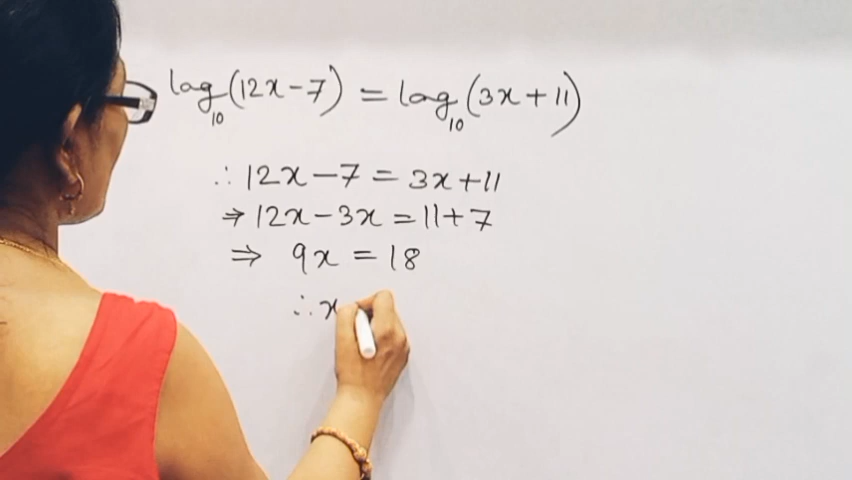 log₁₀(12x−7) = log₁₀(3x+11)
∴ 12x−7 = 3x+11
⇒ 12x−3x = 11+7
⇒ 9x = 18
∴ x